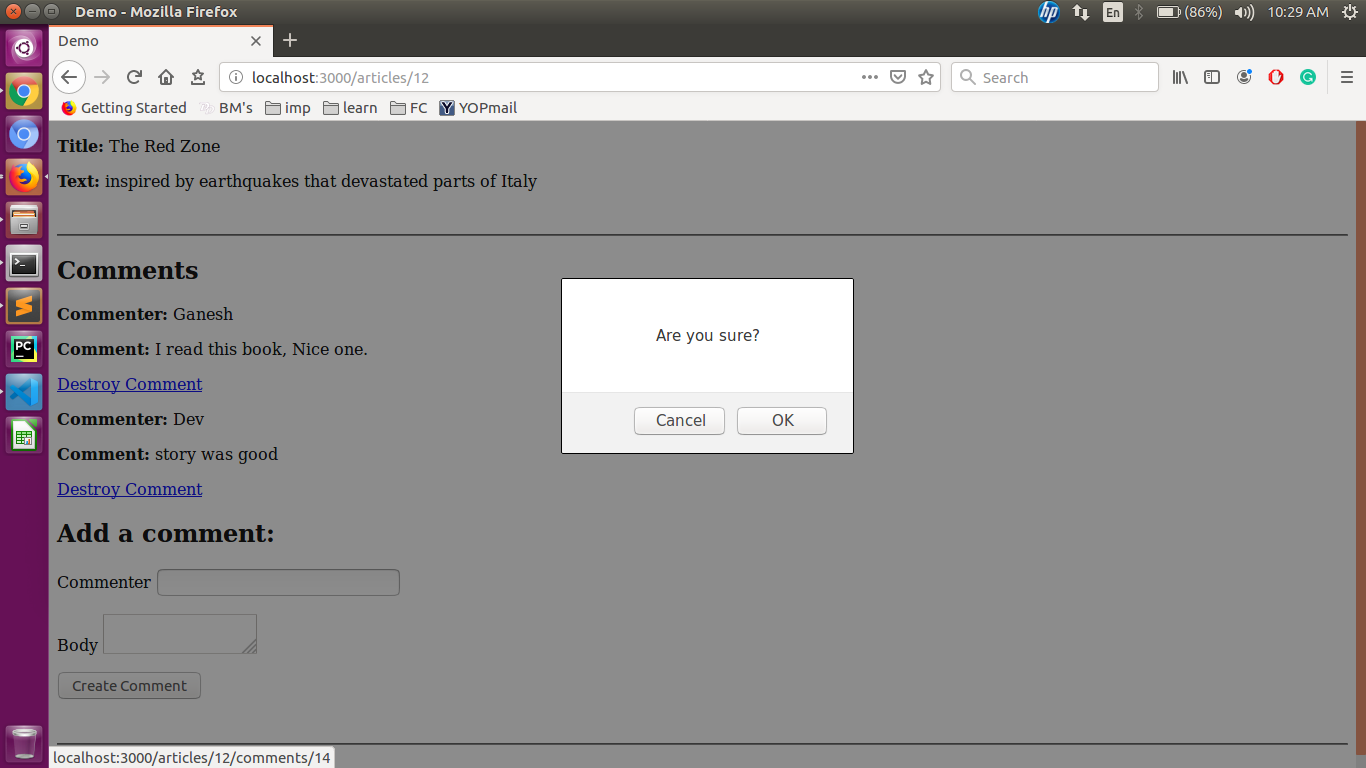 Demo - Mozilla Firefox
hp En (86%) 10:29 AM
Demo
localhost:3000/articles/12 Search
Getting Started BM's imp learn FC Y YOPmail
Title: The Red Zone
Text: inspired by earthquakes that devastated parts of Italy
Comments
Commenter: Ganesh
Comment: I read this book, Nice one.
Destroy Comment
Commenter: Dev
Comment: story was good
Destroy Comment
Add a comment:
Commenter
Body
Create Comment
Are you sure?
Cancel OK
PC
localhost:3000/articles/12/comments/14